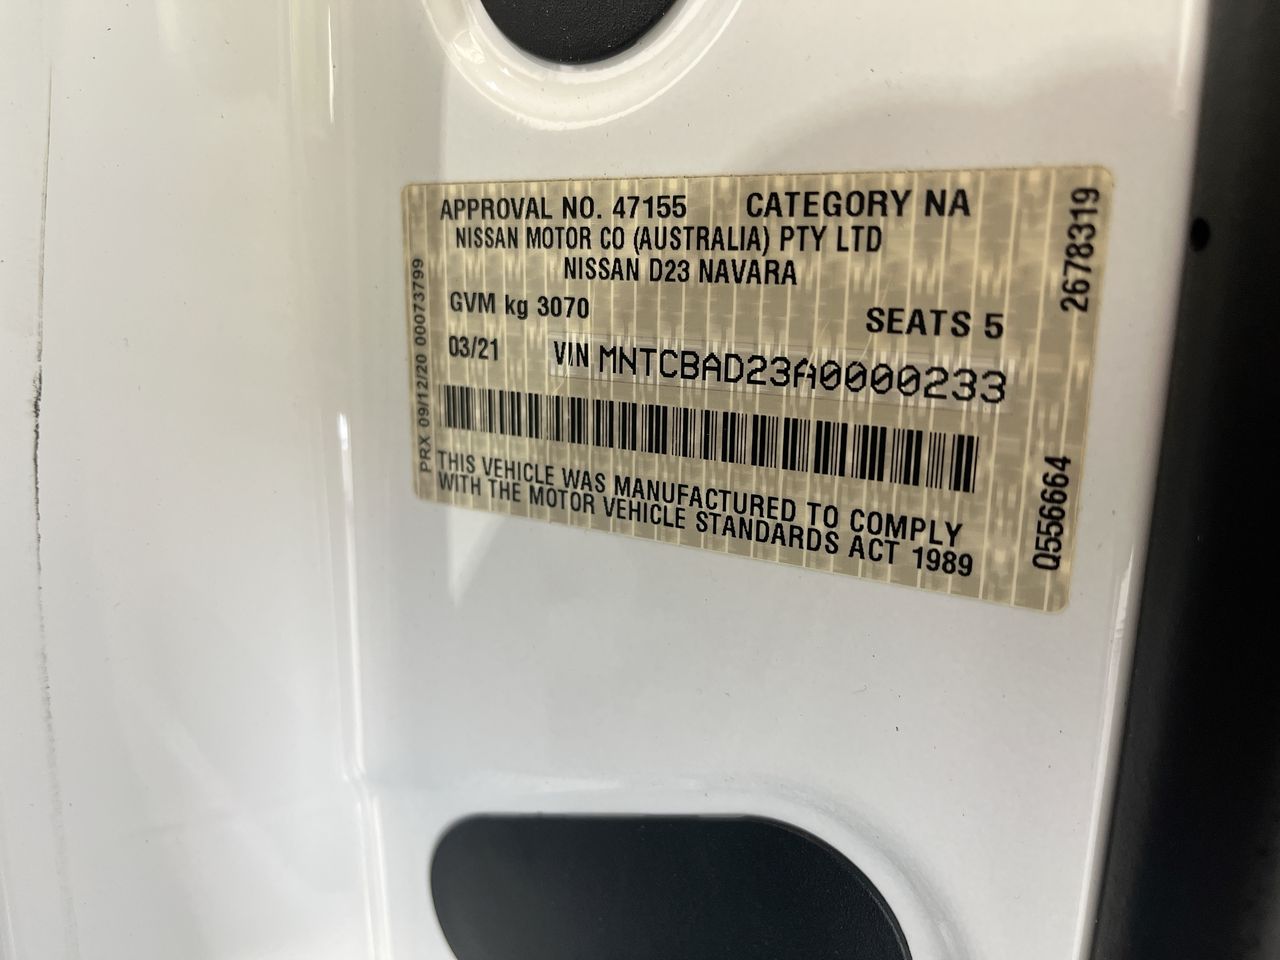 APPROVAL NO. 47155 CATEGORY NA
NISSAN MOTOR CO (AUSTRALIA) PTY LTD
NISSAN D23 NAVARA
GVM kg 3070 SEATS 5
03/21 VIN MNTCBAD23A0000233
THIS VEHICLE WAS MANUFACTURED TO COMPLY
WITH THE MOTOR VEHICLE STANDARDS ACT 1989
PRX 09/12/20 00073799
2678319
Q556664